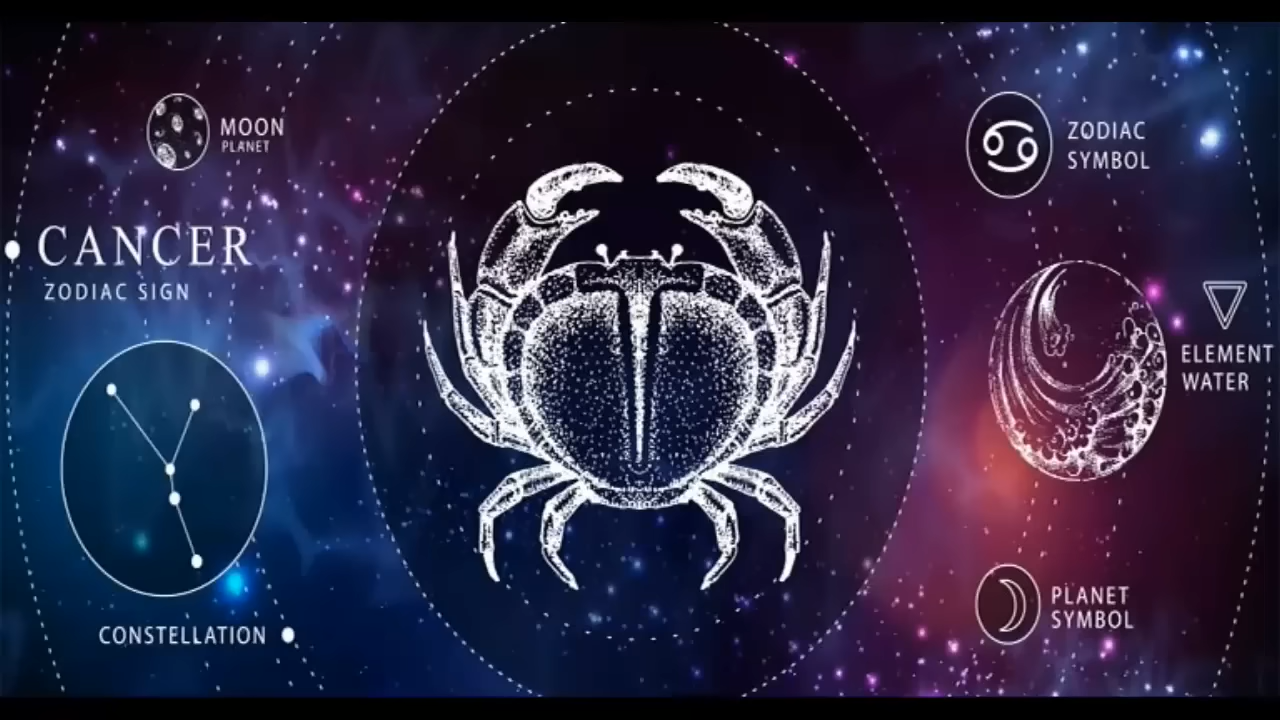 MOON
PLANET
CANCER
ZODIAC SIGN
CONSTELLATION
ZODIAC
SYMBOL
ELEMENT
WATER
PLANET
SYMBOL